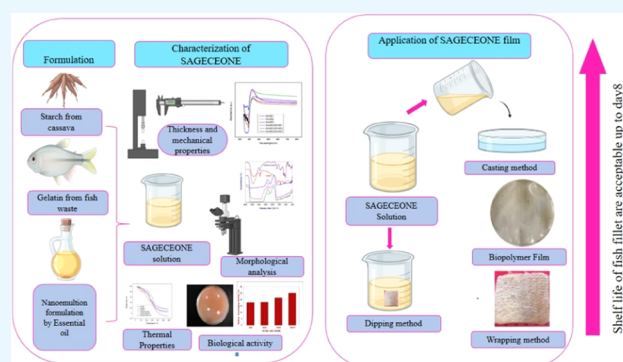 Formulation
Starch from
cassava
Gelatin from fish
waste
Nanoemultion
formulation
by Essential
oil
Characterization of
SAGECEONE
Thickness and
mechanical
properties
SAGECEONE
solution
Morphological
analysis
Thermal
Properties
Biological activity
Application of SAGECEONE film
SAGECEONE
Solution
Dipping method
Casting method
Biopolymer Film
Wrapping method
Shelf life of fish fillet are acceptable up to day8